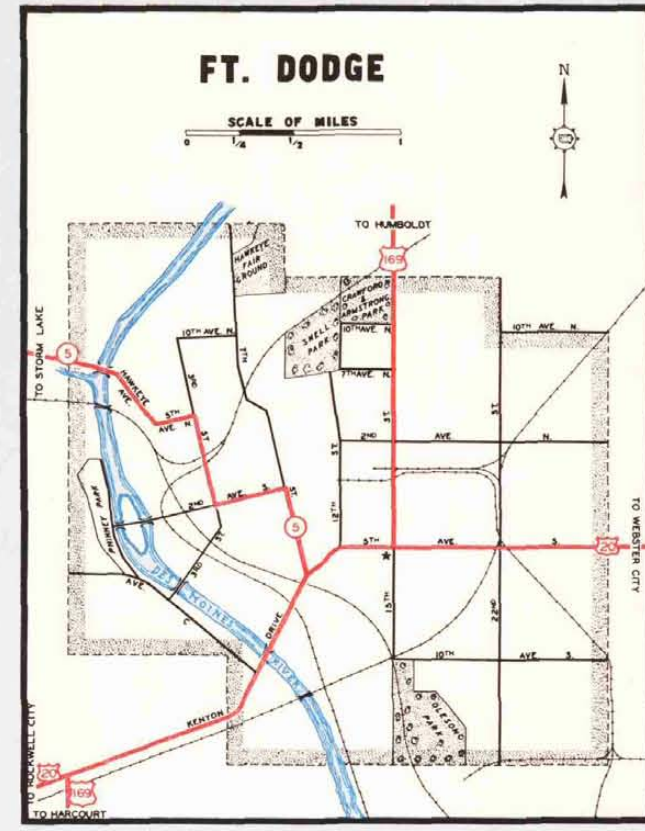 FT. DODGE
SCALE OF MILES
0 1/4 1/2 1
N
TO HUMBOLDT
169
HAWKEYE
FAIR
GROUND
CRAWFORD
&
ARMSTRONG
PARK
SNELL
PARK
10TH AVE. N.
10TH AVE. N.
10TH AVE. N.
7TH AVE. N.
TO STORM LAKE
5
HAWKEYE
AVE.
5TH
AVE. N.
3RD
ST.
7TH
ST.
12TH
ST.
15TH
ST.
22ND
ST.
2ND AVE. N.
2ND AVE. S.
5
PHINNEY PARK
3RD ST.
5TH AVE. S.
20
TO WEBSTER CITY
AVE. C
DES MOINES RIVER
10TH AVE. S.
KENYON DRIVE
OLESON
PARK
TO ROCKWELL CITY
20
169
TO HARCOURT